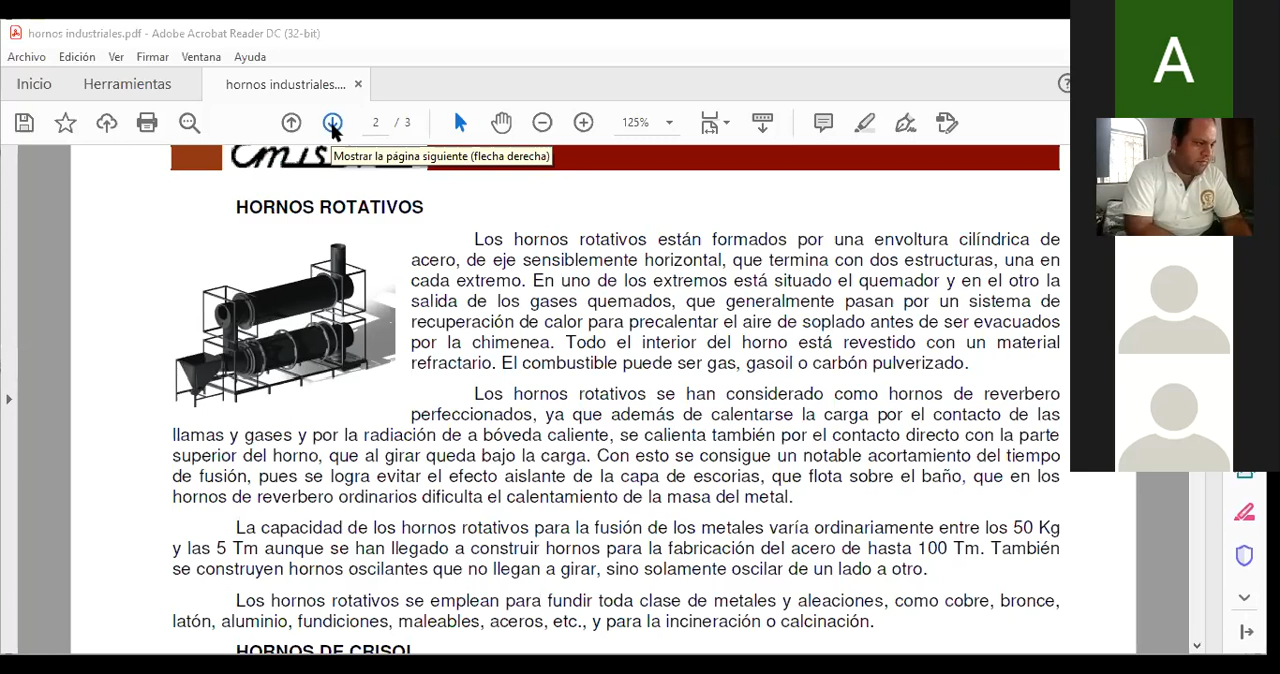 hornos industriales.pdf - Adobe Acrobat Reader DC (32-bit)
Archivo Edición Ver Firmar Ventana Ayuda
Inicio Herramientas hornos industriales.... ×
2 / 3 125%
Mostrar la página siguiente (flecha derecha)
HORNOS ROTATIVOS
Los hornos rotativos están formados por una envoltura cilíndrica de
acero, de eje sensiblemente horizontal, que termina con dos estructuras, una en
cada extremo. En uno de los extremos está situado el quemador y en el otro la
salida de los gases quemados, que generalmente pasan por un sistema de
recuperación de calor para precalentar el aire de soplado antes de ser evacuados
por la chimenea. Todo el interior del horno está revestido con un material
refractario. El combustible puede ser gas, gasoil o carbón pulverizado.
Los hornos rotativos se han considerado como hornos de reverbero
perfeccionados, ya que además de calentarse la carga por el contacto de las
llamas y gases y por la radiación de a bóveda caliente, se calienta también por el contacto directo con la parte
superior del horno, que al girar queda bajo la carga. Con esto se consigue un notable acortamiento del tiempo
de fusión, pues se logra evitar el efecto aislante de la capa de escorias, que flota sobre el baño, que en los
hornos de reverbero ordinarios dificulta el calentamiento de la masa del metal.
La capacidad de los hornos rotativos para la fusión de los metales varía ordinariamente entre los 50 Kg
y las 5 Tm aunque se han llegado a construir hornos para la fabricación del acero de hasta 100 Tm. También
se construyen hornos oscilantes que no llegan a girar, sino solamente oscilar de un lado a otro.
Los hornos rotativos se emplean para fundir toda clase de metales y aleaciones, como cobre, bronce,
latón, aluminio, fundiciones, maleables, aceros, etc., y para la incineración o calcinación.
HORNOS DE CRISOL
A